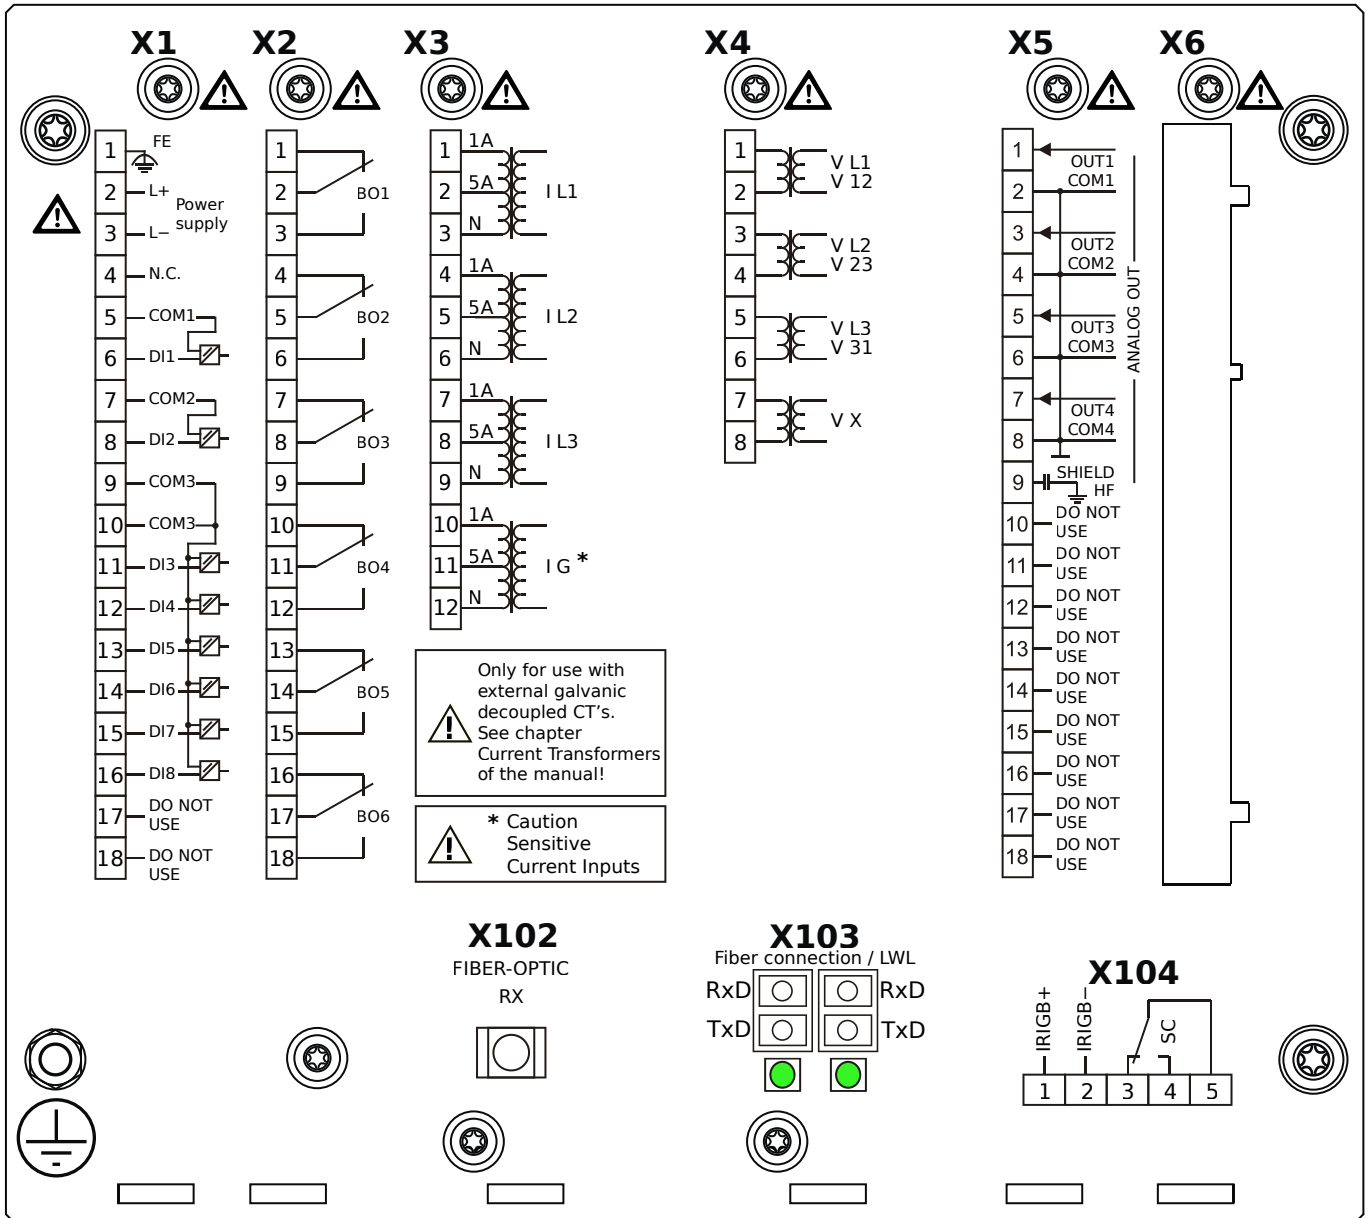 X1 X2 X3 X4 X5 X6
1 FE
2 L+
Power
supply
3 L−
4 N.C.
5 COM1
6 DI1
7 COM2
8 DI2
9 COM3
10 COM3
11 DI3
12 DI4
13 DI5
14 DI6
15 DI7
16 DI8
17 DO NOT
USE
18 DO NOT
USE
1
2 BO1
3
4
5 BO2
6
7
8 BO3
9
10
11 BO4
12
13
14 BO5
15
16
17 BO6
18
1 1A
2 5A I L1
3 N
4 1A
5 5A I L2
6 N
7 1A
8 5A I L3
9 N
10 1A
11 5A I G *
12 N
Only for use with
external galvanic
decoupled CT's.
See chapter
Current Transformers
of the manual!
* Caution
Sensitive
Current Inputs
1 V L1
2 V 12
3 V L2
4 V 23
5 V L3
6 V 31
7 V X
8
1 OUT1
2 COM1
3 OUT2
4 COM2
5 OUT3
6 COM3
7 OUT4
8 COM4
ANALOG OUT
9 SHIELD
HF
10 DO NOT
USE
11 DO NOT
USE
12 DO NOT
USE
13 DO NOT
USE
14 DO NOT
USE
15 DO NOT
USE
16 DO NOT
USE
17 DO NOT
USE
18 DO NOT
USE
X102
FIBER-OPTIC
RX
X103
Fiber connection / LWL
RxD RxD
TxD TxD
X104
IRIGB+
IRIGB−
SC
1 2 3 4 5